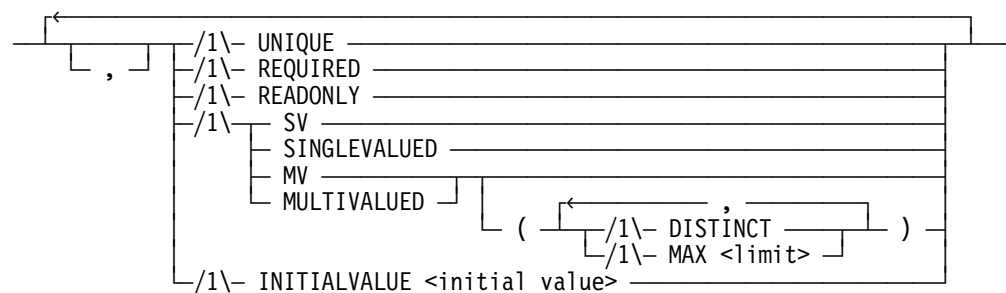 /1\ UNIQUE
, /1\ REQUIRED
/1\ READONLY
/1\ SV
SINGLEVALUED
MV
MULTIVALUED
,
( /1\ DISTINCT )
/1\ MAX <limit>
/1\ INITIALVALUE <initial value>